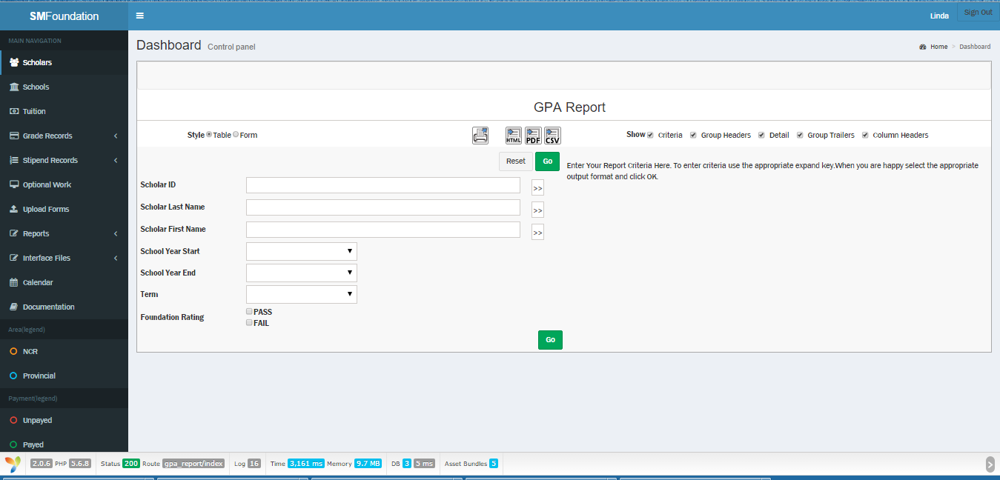 SMFoundation
Linda
Sign Out
MAIN NAVIGATION
Scholars
Schools
Tuition
Grade Records
Stipend Records
Optional Work
Upload Forms
Reports
Interface Files
Calendar
Documentation
Area(legend)
NCR
Provincial
Payment(legend)
Unpayed
Payed
Dashboard Control panel
Home > Dashboard
GPA Report
Style Table Form
HTML PDF CSV
Show Criteria Group Headers Detail Group Trailers Column Headers
Reset Go
Enter Your Report Criteria Here. To enter criteria use the appropriate expand key.When you are happy select the appropriate
output format and click OK.
Scholar ID >>
Scholar Last Name >>
Scholar First Name >>
School Year Start
School Year End
Term
Foundation Rating
PASS
FAIL
Go
2.0.6 PHP 5.6.8 Status 200 Route gpa_report/index Log 16 Time 3,161 ms Memory 9.7 MB DB 3 5 ms Asset Bundles 5